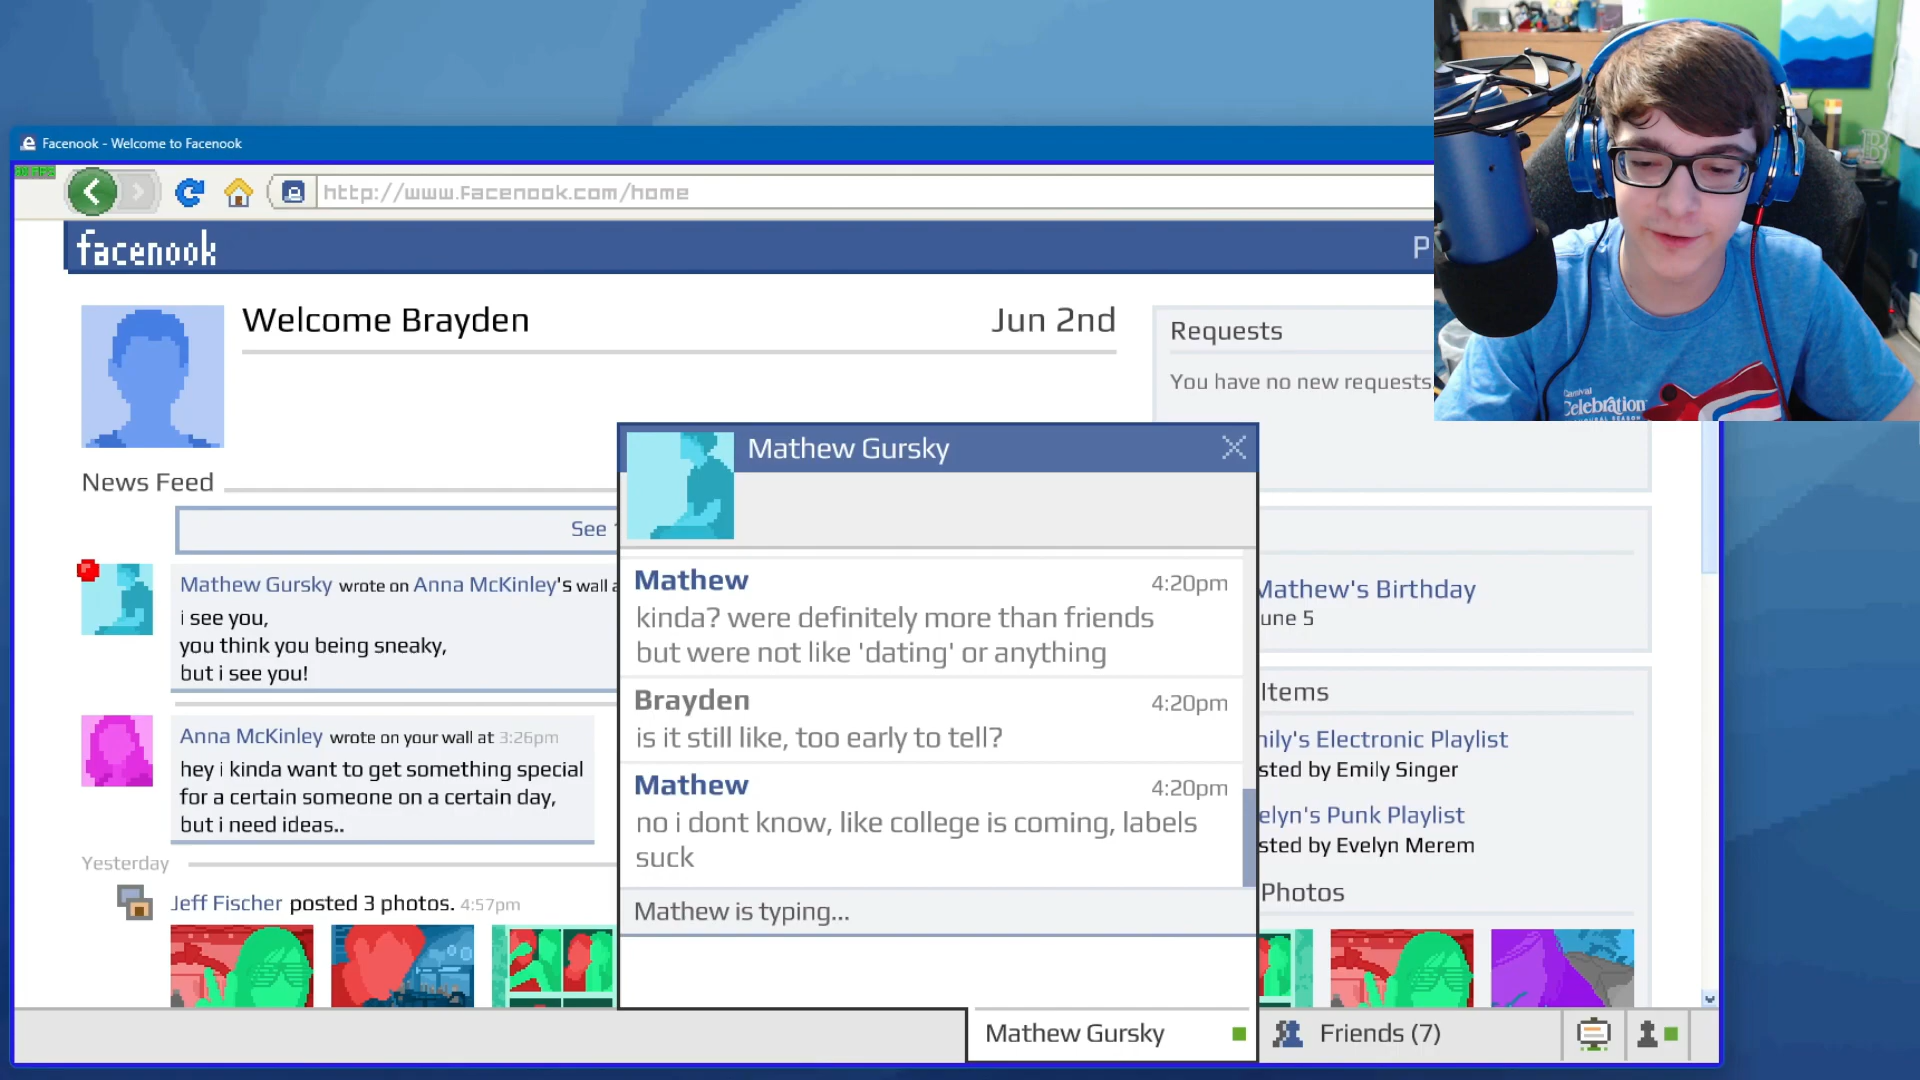 Facenook - Welcome to Facenook
http://www.Facenook.com/home
facenook
P
Welcome Brayden
Jun 2nd
Requests
You have no new requests
News Feed
See
Mathew Gursky wrote on Anna McKinley's wall
i see you,
you think you being sneaky,
but i see you!
Anna McKinley wrote on your wall at 3:26pm
hey i kinda want to get something special
for a certain someone on a certain day,
but i need ideas..
Yesterday
Jeff Fischer posted 3 photos. 4:57pm
Mathew Gursky
Mathew 4:20pm
kinda? were definitely more than friends
but were not like 'dating' or anything
Brayden 4:20pm
is it still like, too early to tell?
Mathew 4:20pm
no i dont know, like college is coming, labels
suck
Mathew is typing...
Mathew's Birthday
une 5
Items
ily's Electronic Playlist
sted by Emily Singer
elyn's Punk Playlist
sted by Evelyn Merem
Photos
Mathew Gursky
Friends (7)
Carnival
Celebration